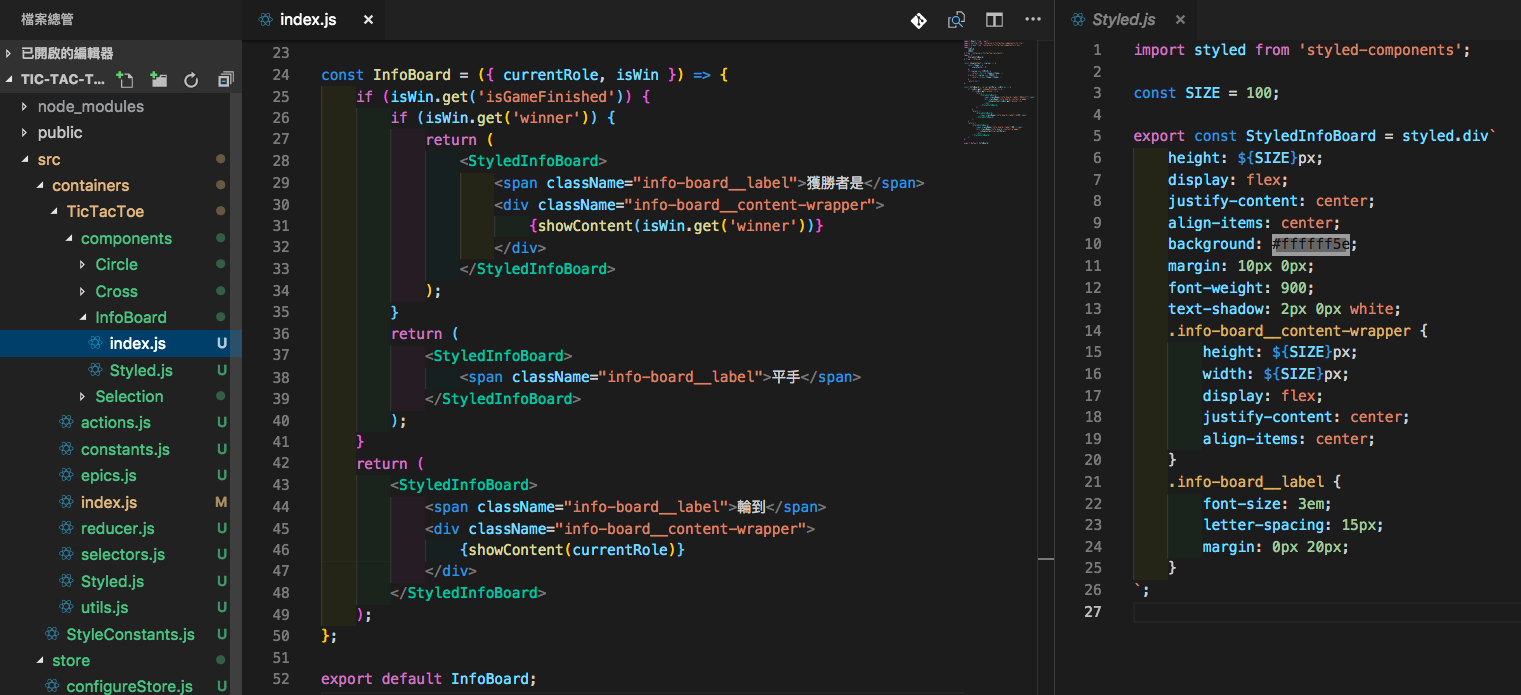 檔案總管
已開啟的編輯器
TIC-TAC-T...
node_modules
public
src
containers
TicTacToe
components
Circle
Cross
InfoBoard
index.js U
Styled.js U
Selection
actions.js U
constants.js U
epics.js U
index.js M
reducer.js U
selectors.js U
Styled.js U
utils.js U
StyleConstants.js U
store
configureStore.js U
index.js ×
23
24 const InfoBoard = ({ currentRole, isWin }) => {
25 if (isWin.get('isGameFinished')) {
26 if (isWin.get('winner')) {
27 return (
28 <StyledInfoBoard>
29 <span className="info-board__label">獲勝者是</span>
30 <div className="info-board__content-wrapper">
31 {showContent(isWin.get('winner'))}
32 </div>
33 </StyledInfoBoard>
34 );
35 }
36 return (
37 <StyledInfoBoard>
38 <span className="info-board__label">平手</span>
39 </StyledInfoBoard>
40 );
41 }
42 return (
43 <StyledInfoBoard>
44 <span className="info-board__label">輪到</span>
45 <div className="info-board__content-wrapper">
46 {showContent(currentRole)}
47 </div>
48 </StyledInfoBoard>
49 );
50 };
51
52 export default InfoBoard;
Styled.js ×
1 import styled from 'styled-components';
2
3 const SIZE = 100;
4
5 export const StyledInfoBoard = styled.div`
6 height: ${SIZE}px;
7 display: flex;
8 justify-content: center;
9 align-items: center;
10 background: #ffffff5e;
11 margin: 10px 0px;
12 font-weight: 900;
13 text-shadow: 2px 0px white;
14 .info-board__content-wrapper {
15 height: ${SIZE}px;
16 width: ${SIZE}px;
17 display: flex;
18 justify-content: center;
19 align-items: center;
20 }
21 .info-board__label {
22 font-size: 3em;
23 letter-spacing: 15px;
24 margin: 0px 20px;
25 }
26 `;
27